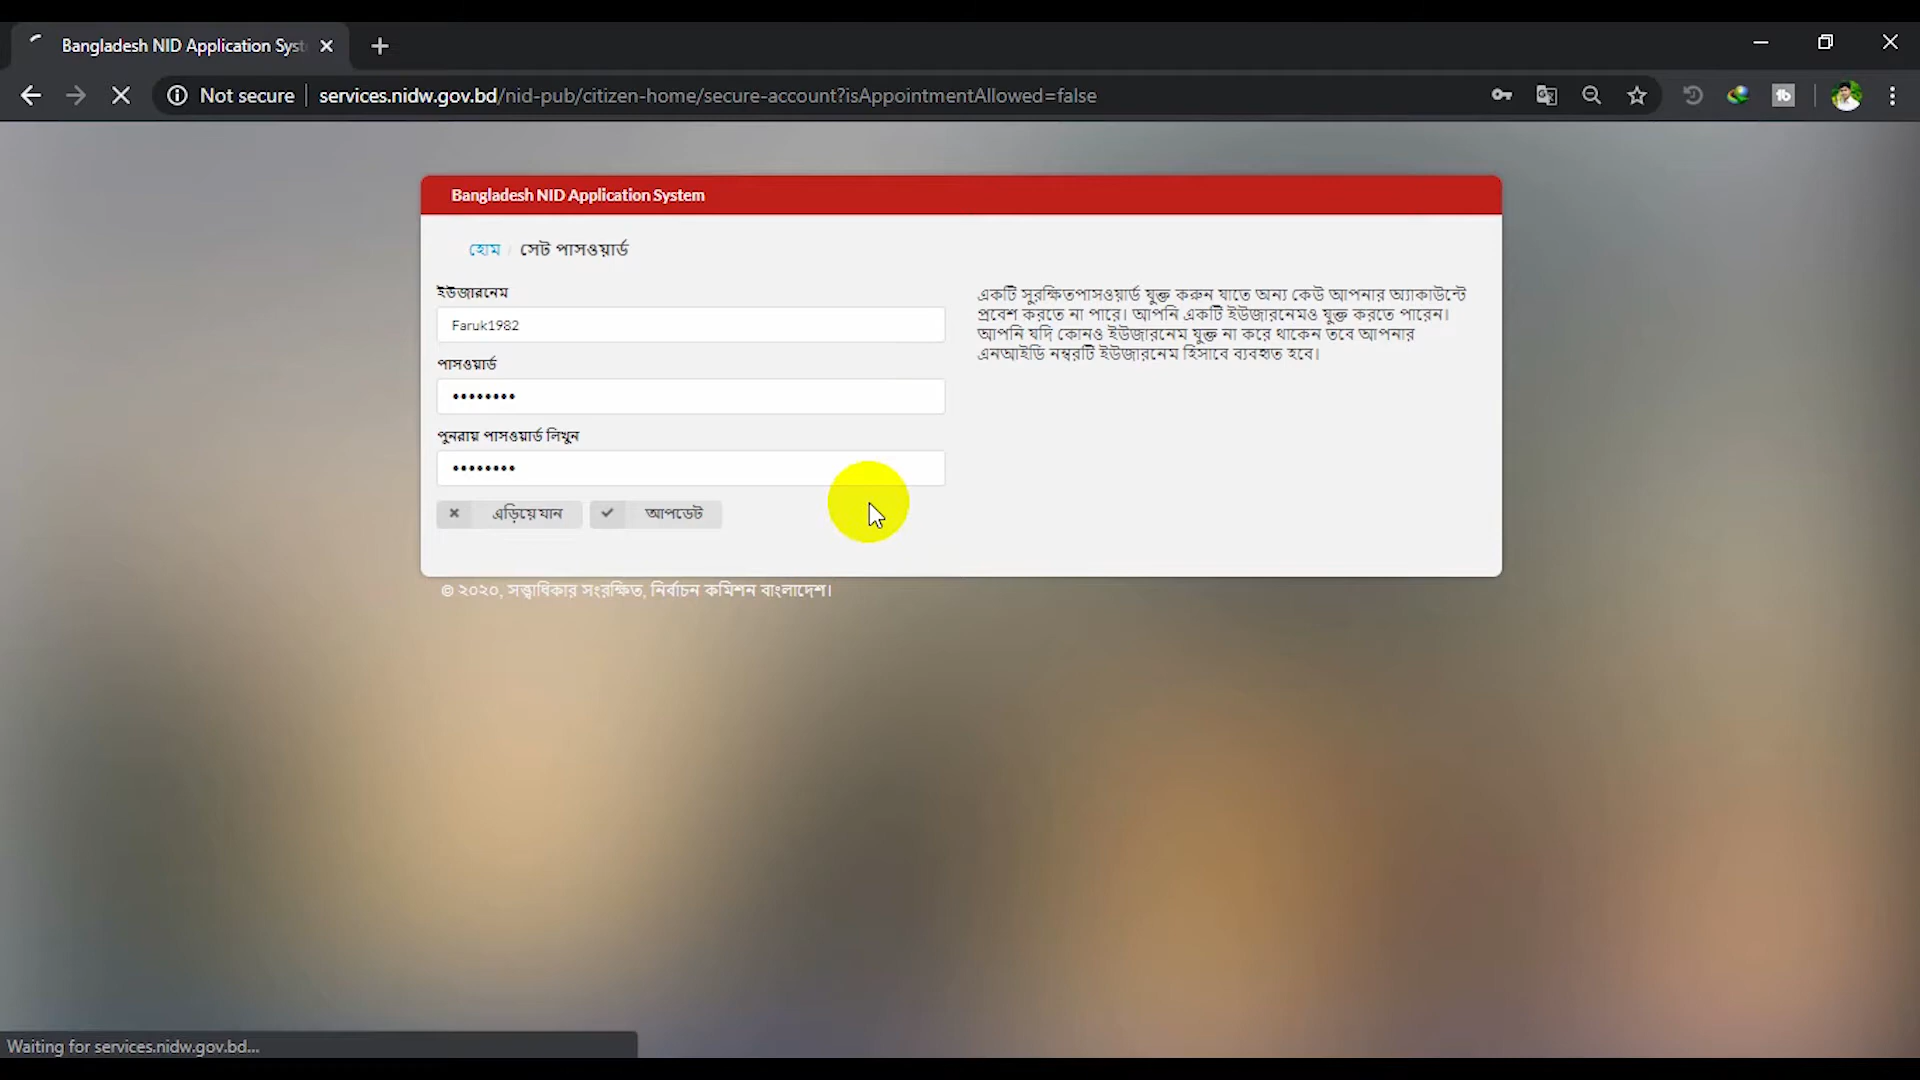 Bangladesh NID Application Syst
Not secure
services.nidw.gov.bd/nid-pub/citizen-home/secure-account?isAppointmentAllowed=false
Bangladesh NID Application System
হোম / সেট পাসওয়ার্ড
ইউজারনেম
Faruk1982
পাসওয়ার্ড
••••••••
পুনরায় পাসওয়ার্ড লিখুন
••••••••
এড়িয়ে যান
আপডেট
একটি সুরক্ষিতপাসওয়ার্ড যুক্ত করুন যাতে অন্য কেউ আপনার অ্যাকাউন্টে
প্রবেশ করতে না পারে। আপনি একটি ইউজারনেমও যুক্ত করতে পারেন।
আপনি যদি কোনও ইউজারনেম যুক্ত না করে থাকেন তবে আপনার
এনআইডি নম্বরটি ইউজারনেম হিসাবে ব্যবহৃত হবে।
© ২০২০, সত্ত্বাধিকার সংরক্ষিত, নির্বাচন কমিশন বাংলাদেশ।
Waiting for services.nidw.gov.bd...